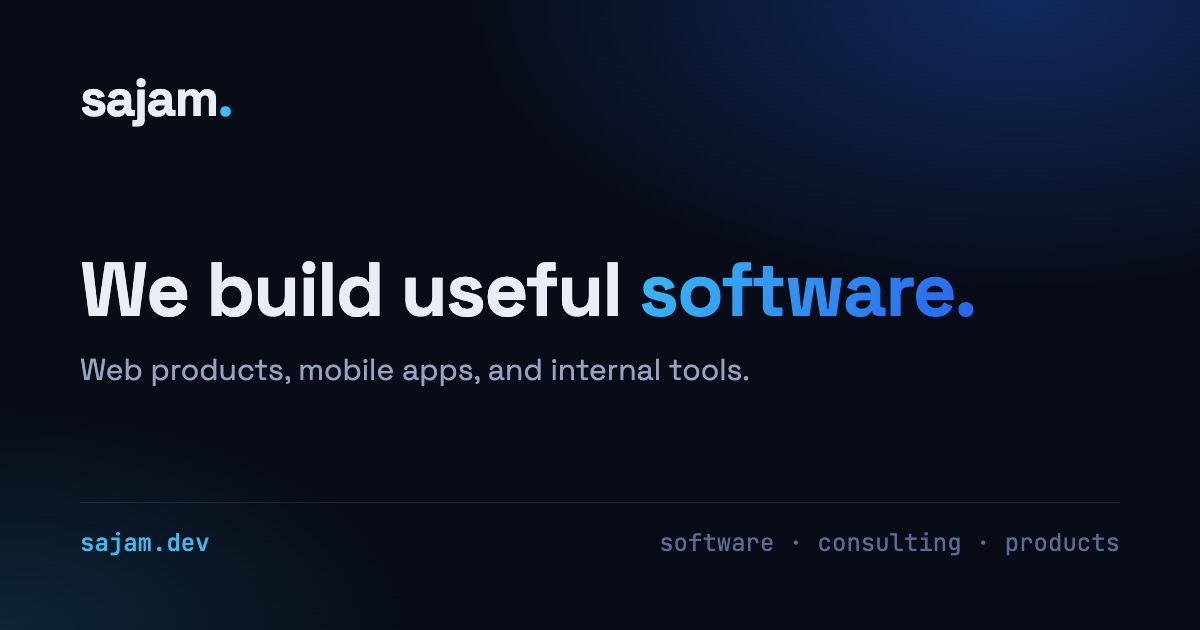 sajam.
We build useful software.
Web products, mobile apps, and internal tools.
sajam.dev
software · consulting · products